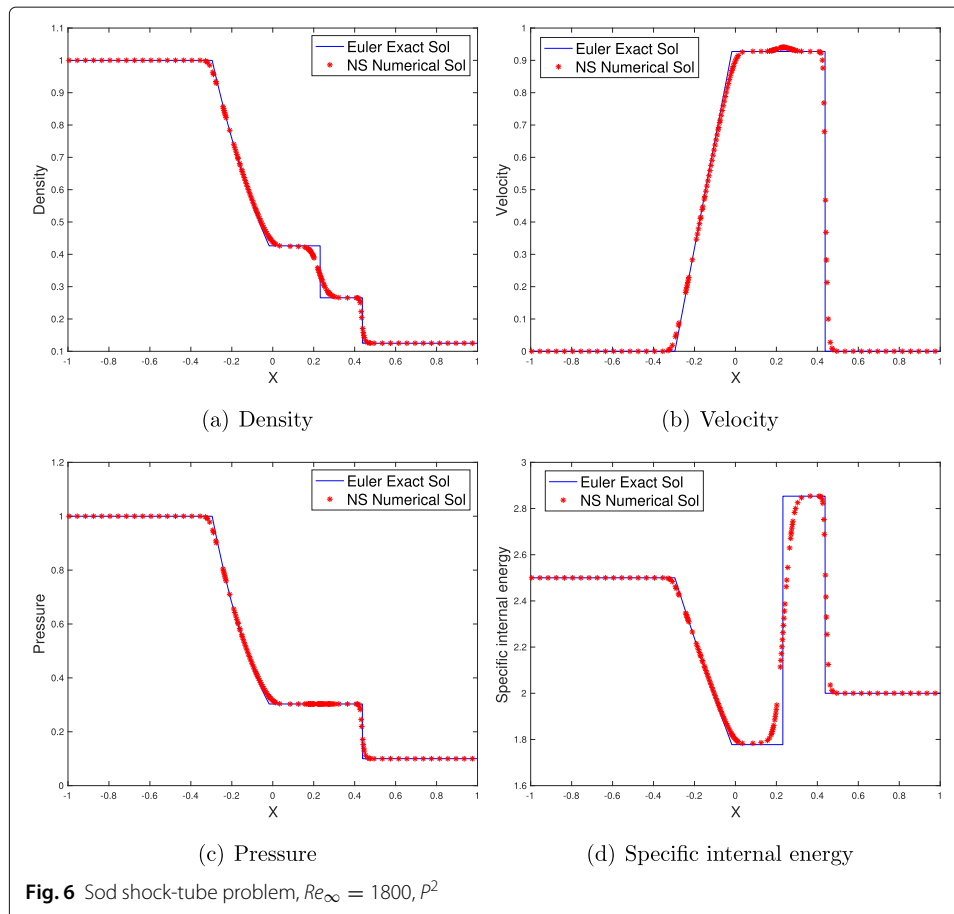 Euler Exact Sol
NS Numerical Sol
Density
1.1
1
0.9
0.8
0.7
0.6
0.5
0.4
0.3
0.2
0.1
-1 -0.8 -0.6 -0.4 -0.2 0 0.2 0.4 0.6 0.8 1
X
(a) Density
Euler Exact Sol
NS Numerical Sol
Velocity
1
0.9
0.8
0.7
0.6
0.5
0.4
0.3
0.2
0.1
0
-1 -0.8 -0.6 -0.4 -0.2 0 0.2 0.4 0.6 0.8 1
X
(b) Velocity
Euler Exact Sol
NS Numerical Sol
Pressure
1.2
1
0.8
0.6
0.4
0.2
0
-1 -0.8 -0.6 -0.4 -0.2 0 0.2 0.4 0.6 0.8 1
X
(c) Pressure
Euler Exact Sol
NS Numerical Sol
Specific internal energy
3
2.8
2.6
2.4
2.2
2
1.8
1.6
-1 -0.8 -0.6 -0.4 -0.2 0 0.2 0.4 0.6 0.8 1
X
(d) Specific internal energy
Fig. 6 Sod shock-tube problem, Re∞ = 1800, P²